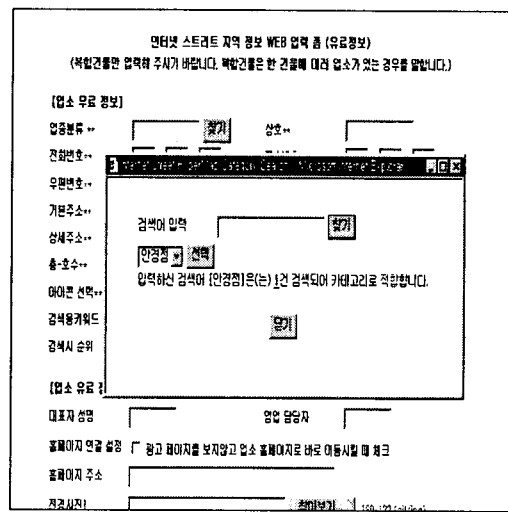 인터넷 스트리트 지역 정보 WEB 입력 폼 (유료정보)
(복합건물만 입력해 주시기 바랍니다. 복합건물은 한 건물에 여러 업소가 있는 경우를 말합니다.)
[업소 무료 정보]
업종분류 ** 찾기 상호**
전화번호**
우편번호**
기본주소**
상세주소**
층-호수**
아이콘 선택**
검색용키워드
검색시 순위
검색어 입력 찾기
안경점 선택
입력하신 검색어 [안경점]은(는) 1건 검색되어 카테고리로 적합합니다.
닫기
[업소 유료 정
대표자 성명 영업 담당자
홈페이지 연결 설정 광고 페이지를 보지않고 업소 홈페이지로 바로 이동시킬 때 체크
홈페이지 주소
전경사진1 찾아보기